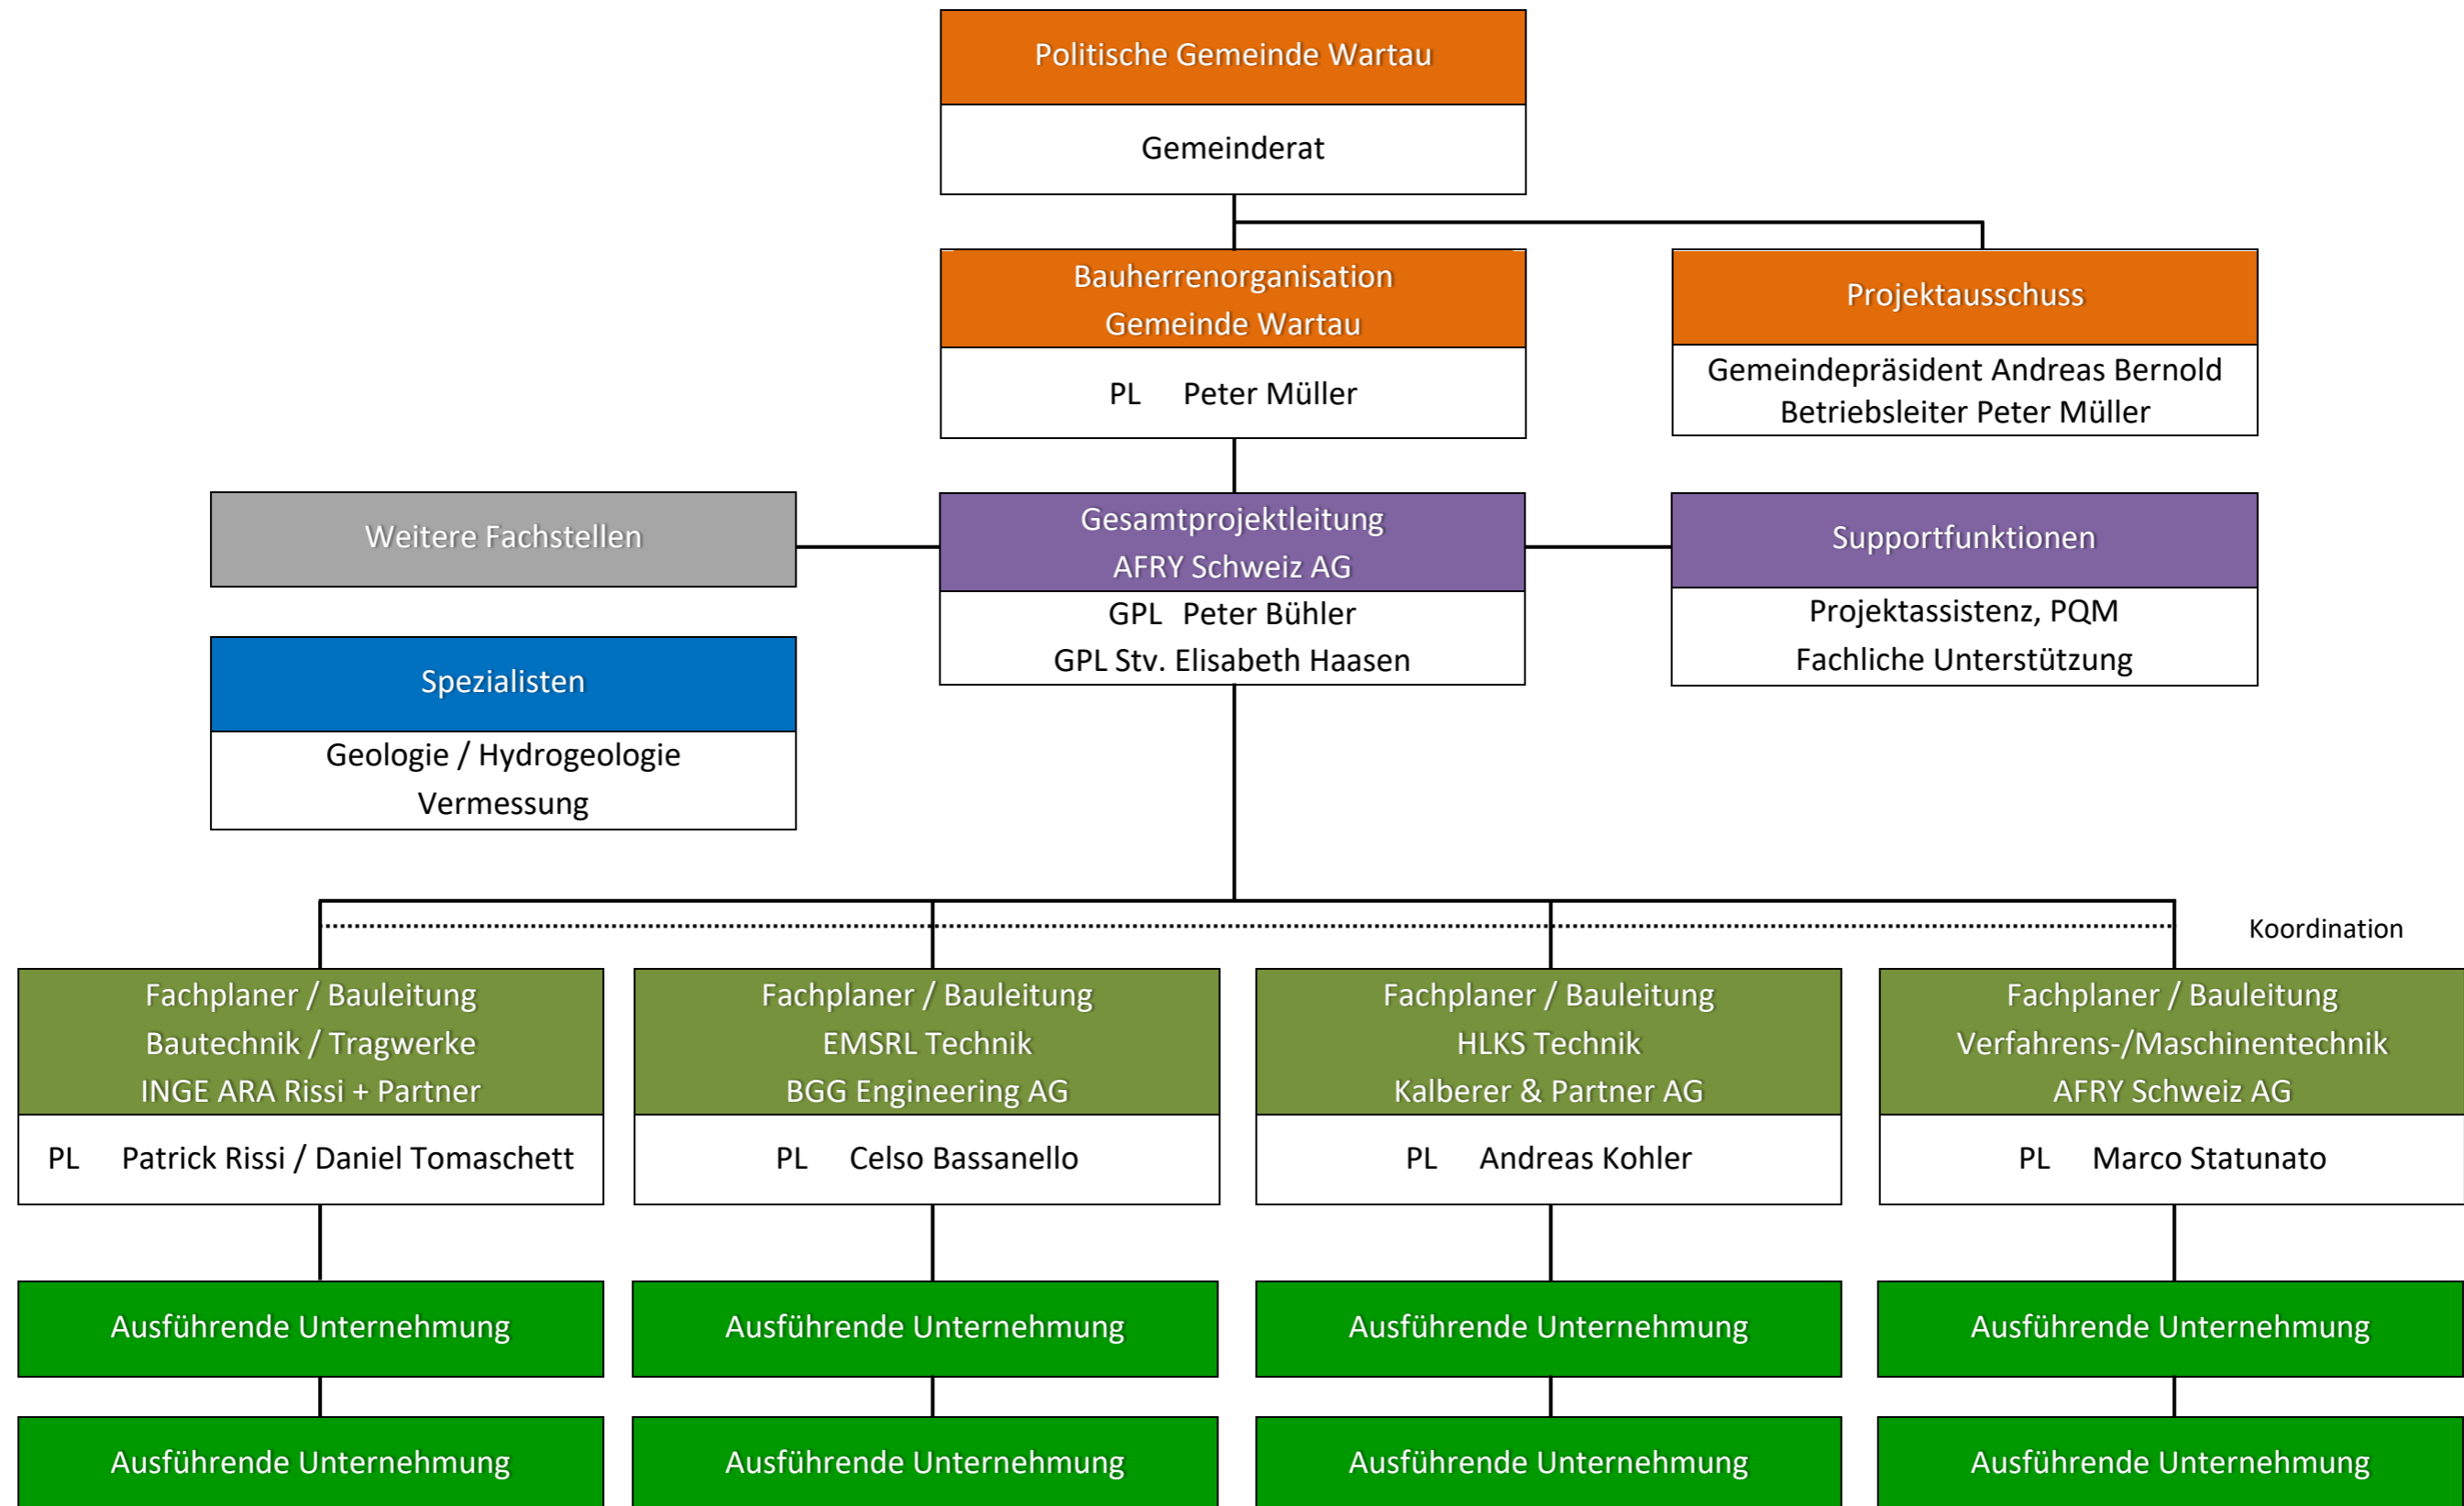 Politische Gemeinde Wartau
Gemeinderat
Bauherrenorganisation
Gemeinde Wartau
PL Peter Müller
Projektausschuss
Gemeindepräsident Andreas Bernold
Betriebsleiter Peter Müller
Weitere Fachstellen
Gesamtprojektleitung
AFRY Schweiz AG
GPL Peter Bühler
GPL Stv. Elisabeth Haasen
Supportfunktionen
Projektassistenz, PQM
Fachliche Unterstützung
Spezialisten
Geologie / Hydrogeologie
Vermessung
Koordination
Fachplaner / Bauleitung
Bautechnik / Tragwerke
INGE ARA Rissi + Partner
PL Patrick Rissi / Daniel Tomaschett
Fachplaner / Bauleitung
EMSRL Technik
BGG Engineering AG
PL Celso Bassanello
Fachplaner / Bauleitung
HLKS Technik
Kalberer & Partner AG
PL Andreas Kohler
Fachplaner / Bauleitung
Verfahrens-/Maschinentechnik
AFRY Schweiz AG
PL Marco Statunato
Ausführende Unternehmung
Ausführende Unternehmung
Ausführende Unternehmung
Ausführende Unternehmung
Ausführende Unternehmung
Ausführende Unternehmung
Ausführende Unternehmung
Ausführende Unternehmung